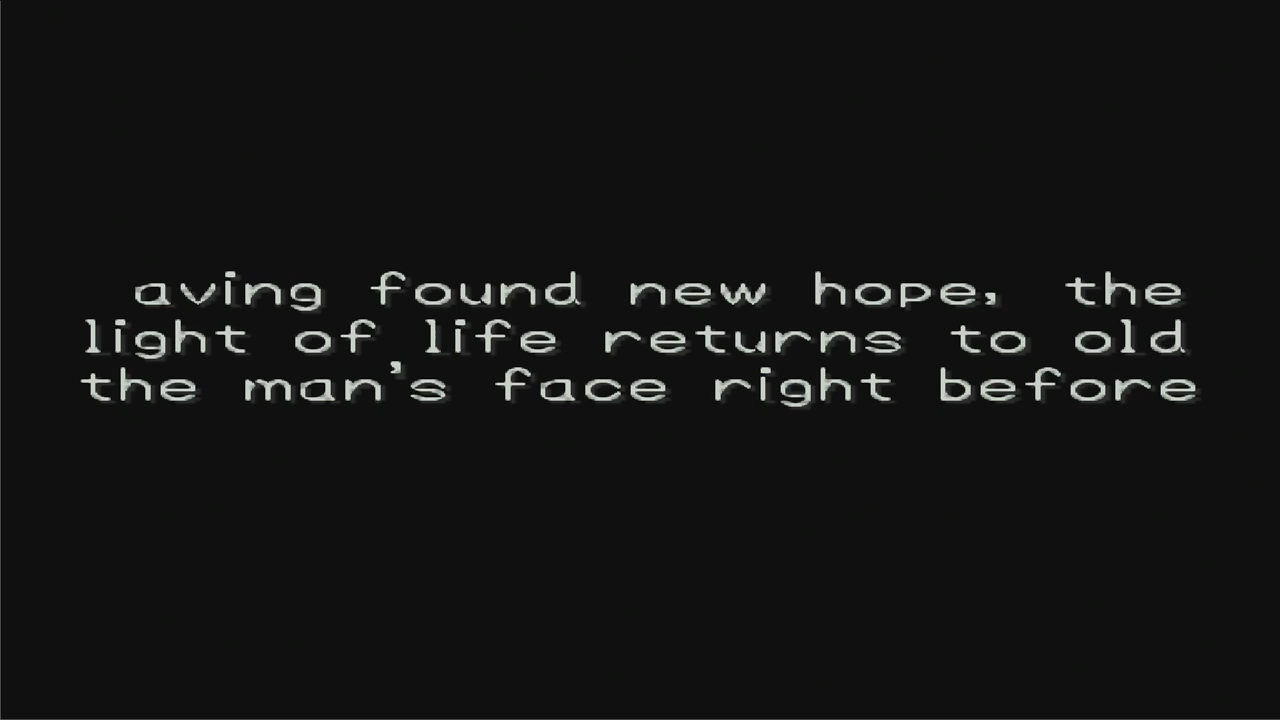 aving found new hope, the
light of life returns to old
the man's face right before